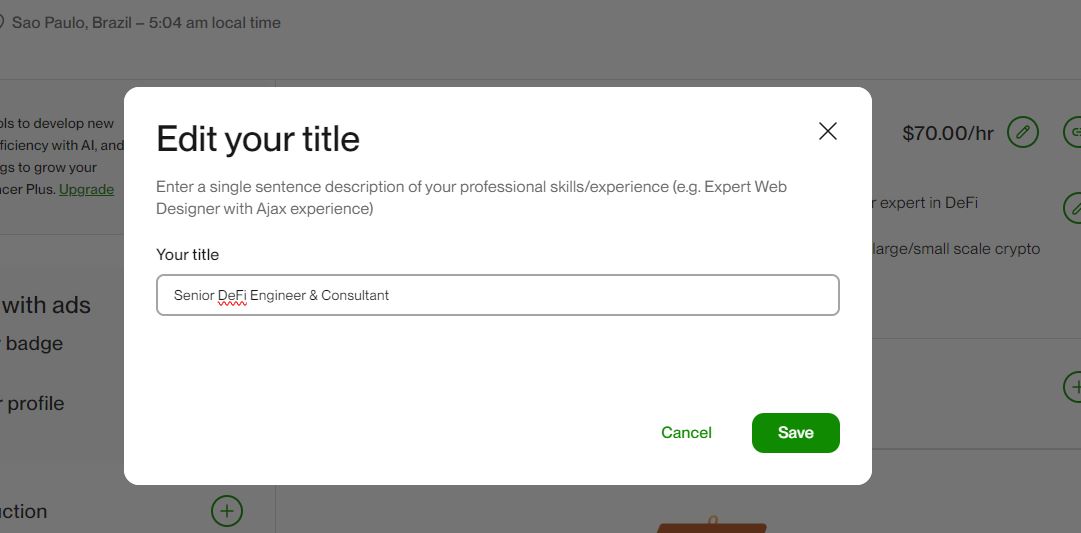 Sao Paulo, Brazil – 5:04 am local time
ols to develop new
ficiency with AI, and
gs to grow your
ncer Plus. Upgrade
with ads
badge
profile
ction
Edit your title
Enter a single sentence description of your professional skills/experience (e.g. Expert Web
Designer with Ajax experience)
Your title
Senior DeFi Engineer & Consultant
Cancel
Save
$70.00/hr
r expert in DeFi
large/small scale crypto